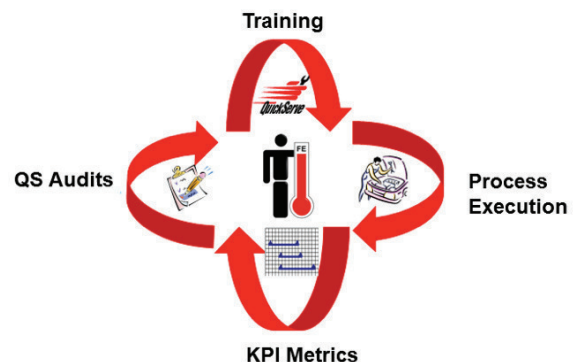 Training
QuickServe
FE
QS Audits
Process
Execution
KPI Metrics